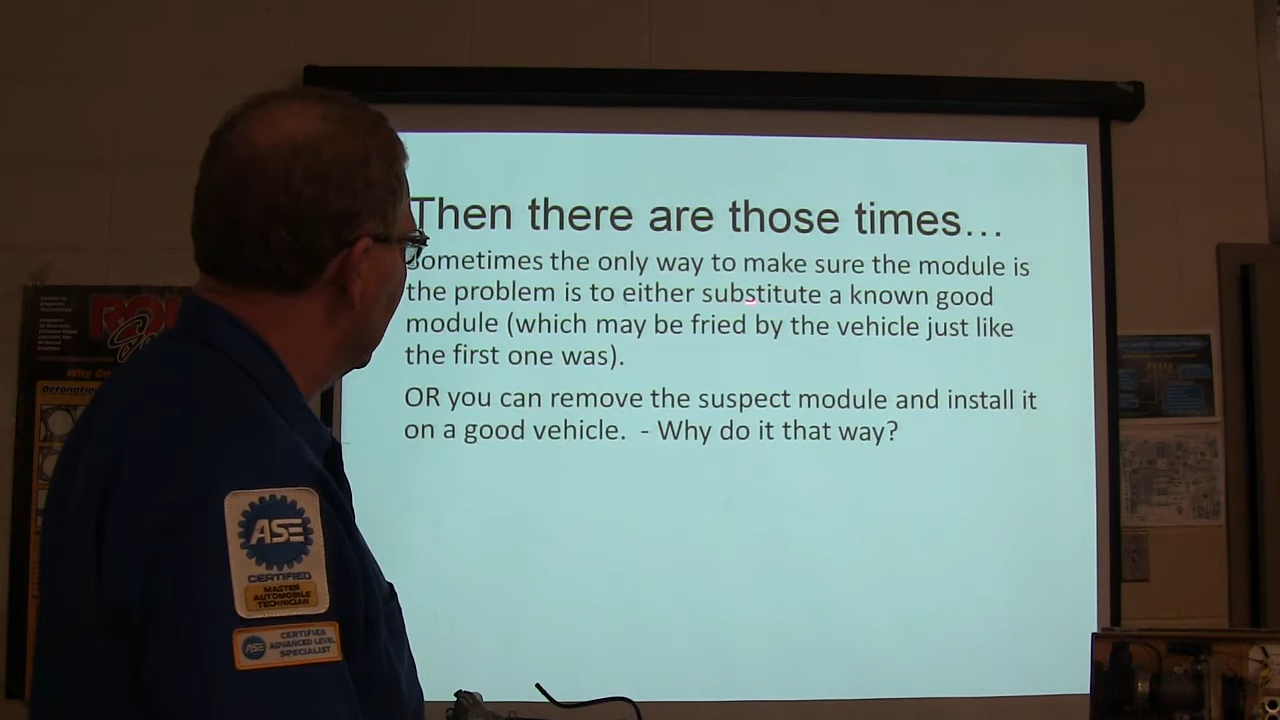 Then there are those times…
Sometimes the only way to make sure the module is
the problem is to either substitute a known good
module (which may be fried by the vehicle just like
the first one was).
OR you can remove the suspect module and install it
on a good vehicle.  - Why do it that way?
ASE
CERTIFIED
MASTER
AUTOMOBILE
TECHNICIAN
ASE
CERTIFIED
ADVANCED LEVEL
SPECIALIST
Why
Detonation